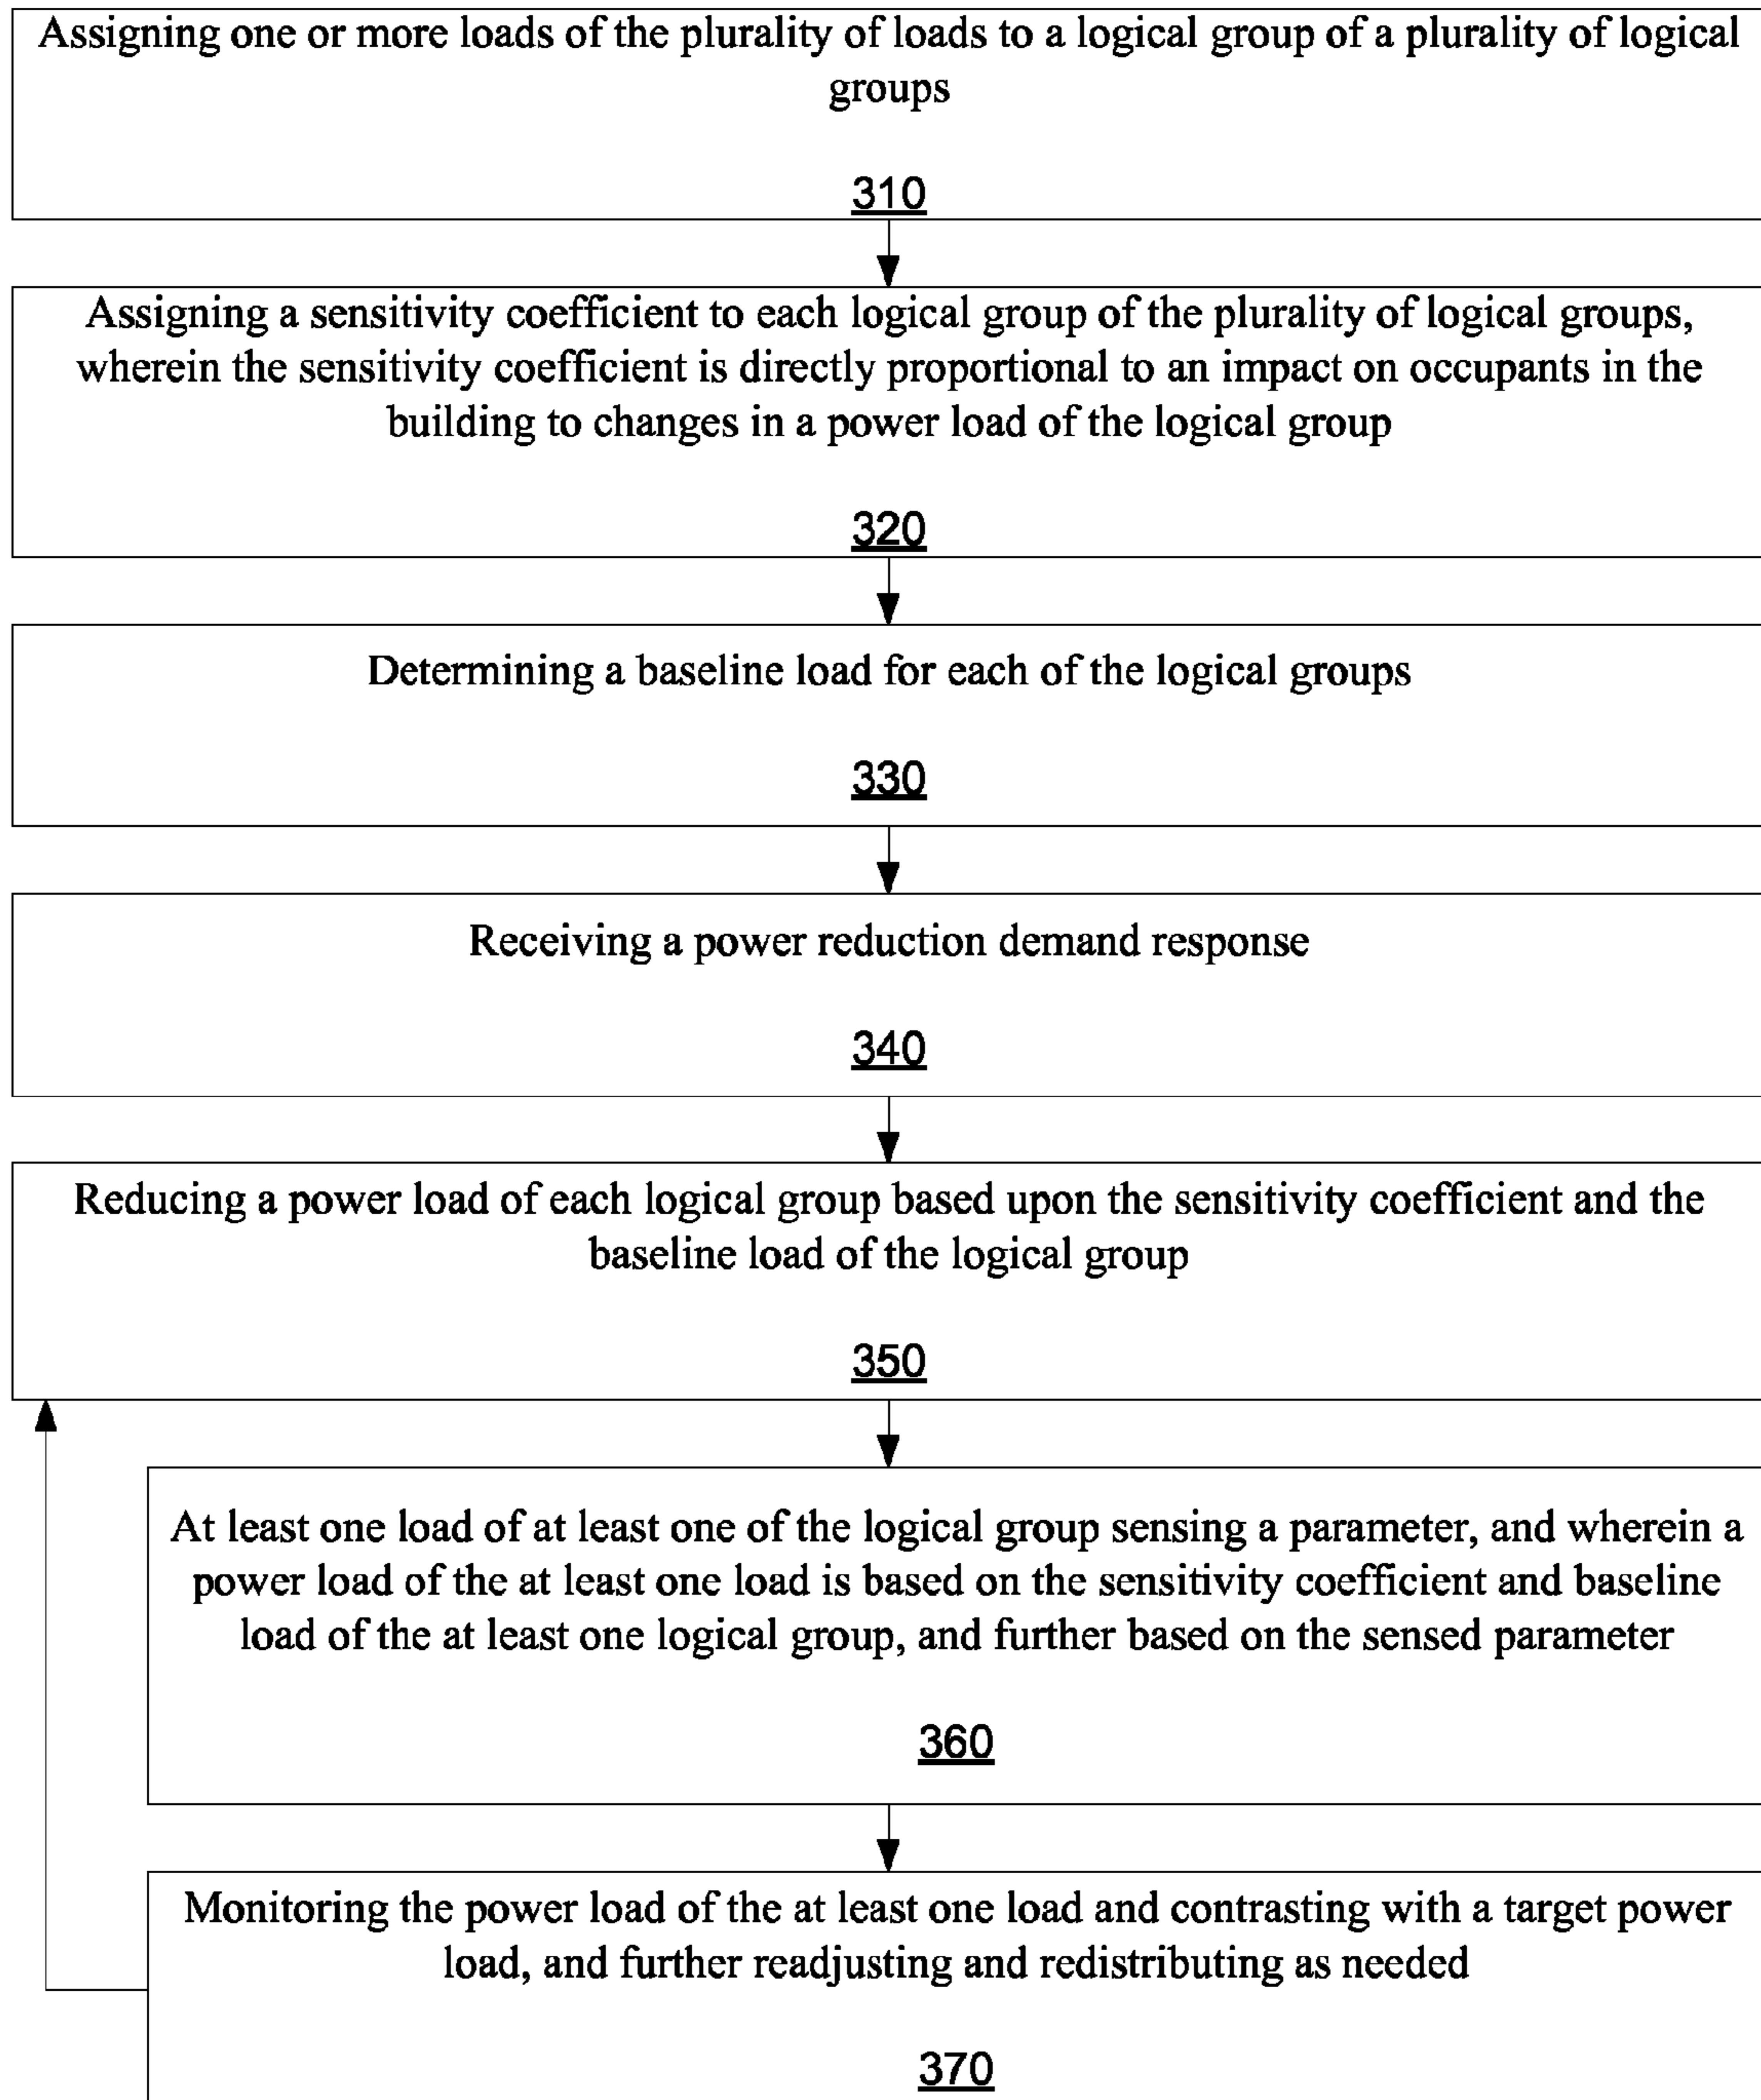 Assigning one or more loads of the plurality of loads to a logical group of a plurality of logical
groups
310
Assigning a sensitivity coefficient to each logical group of the plurality of logical groups,
wherein the sensitivity coefficient is directly proportional to an impact on occupants in the
building to changes in a power load of the logical group
320
Determining a baseline load for each of the logical groups
330
Receiving a power reduction demand response
340
Reducing a power load of each logical group based upon the sensitivity coefficient and the
baseline load of the logical group
350
At least one load of at least one of the logical group sensing a parameter, and wherein a
power load of the at least one load is based on the sensitivity coefficient and baseline
load of the at least one logical group, and further based on the sensed parameter
360
Monitoring the power load of the at least one load and contrasting with a target power
load, and further readjusting and redistributing as needed
370